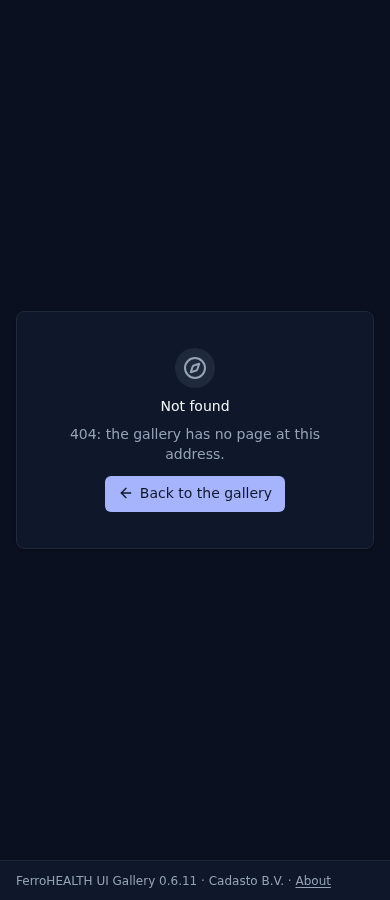 Not found
404: the gallery has no page at this
address.
Back to the gallery
FerroHEALTH UI Gallery 0.6.11 · Cadasto B.V. · About